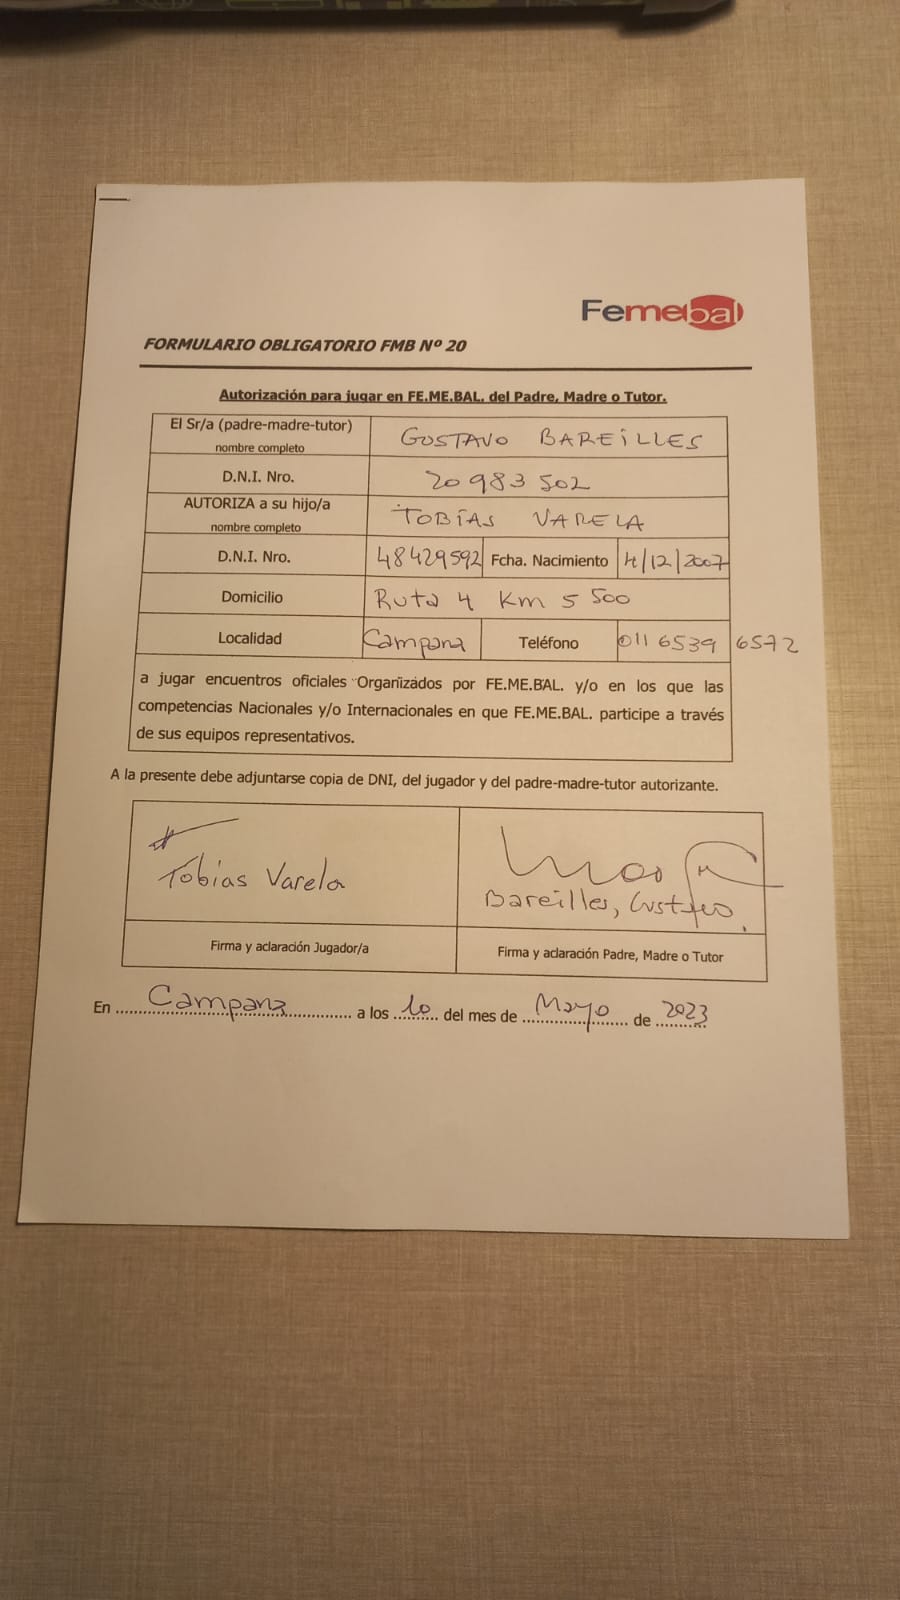 Femebal
FORMULARIO OBLIGATORIO FMB Nº 20
Autorización para jugar en FE.ME.BAL. del Padre, Madre o Tutor.
El Sr/a (padre-madre-tutor)
nombre completo
GUSTAVO BAREILLES
D.N.I. Nro.
20 983 502
AUTORIZA a su hijo/a
nombre completo
TOBÍAS VARELA
D.N.I. Nro.
48429592
Fcha. Nacimiento
4/12/2007
Domicilio
Ruta 4 Km 5 500
Localidad
Campana
Teléfono
011 6539 6572
a jugar encuentros oficiales Organizados por FE.ME.BAL. y/o en los que las
competencias Nacionales y/o Internacionales en que FE.ME.BAL. participe a través
de sus equipos representativos.
A la presente debe adjuntarse copia de DNI, del jugador y del padre-madre-tutor autorizante.
Tobias Varela
Bareilles, Gustavo
Firma y aclaración Jugador/a
Firma y aclaración Padre, Madre o Tutor
En Campana a los 10 del mes de Mayo de 2023